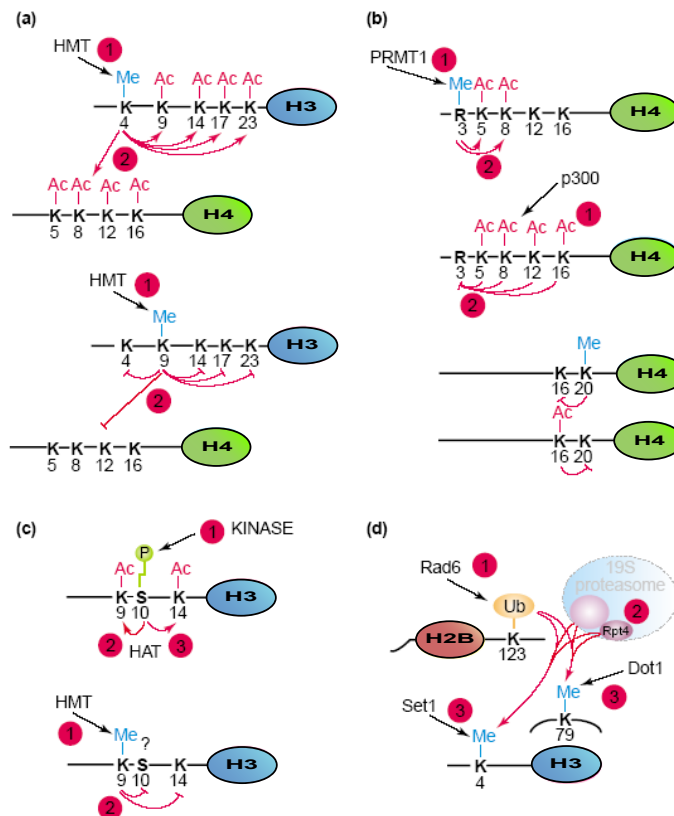 (a)
HMT 1
Me Ac Ac Ac Ac
K K K K K H3
4 9 14 17 23
2
Ac Ac Ac Ac
K K K K H4
5 8 12 16
HMT 1
Me
K K K K K H3
4 9 14 17 23
2
K K K K H4
5 8 12 16
(b)
PRMT1 1
Me Ac Ac
R K K K K H4
3 5 8 12 16
2
p300
Ac Ac Ac Ac 1
R K K K K H4
3 5 8 12 16
2
Me
K K H4
16 20
Ac
K K H4
16 20
(c)
1 KINASE
P
Ac Ac
K S K H3
9 10 14
2 HAT 3
HMT
1 Me ?
K S K H3
9 10 14
2
(d)
Rad6 1
19S
proteasome
Ub 2
Rpt4
H2B K
123
Dot1
Me 3
Set1 3
K
79
Me
K H3
4